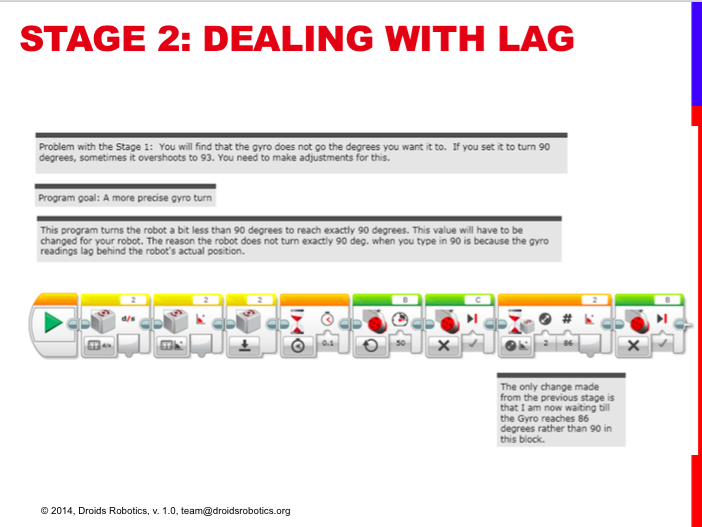 STAGE 2: DEALING WITH LAG
Problem with the Stage 1:  You will find that the gyro does not go the degrees you want it to.  If you set it to turn 90
degrees, sometimes it overshoots to 93. You need to make adjustments for this.
Program goal: A more precise gyro turn
This program turns the robot a bit less than 90 degrees to reach exactly 90 degrees. This value will have to be
changed for your robot. The reason the robot does not turn exactly 90 deg. when you type in 90 is because the gyro
readings lag behind the robot's actual position.
2 2 2 B C 2 B
d/s #
d/s 0.1 50 2 86
The only change made
from the previous stage is
that I am now waiting till
the Gyro reaches 86
degrees rather than 90 in
this block.
© 2014, Droids Robotics, v. 1.0, team@droidsrobotics.org